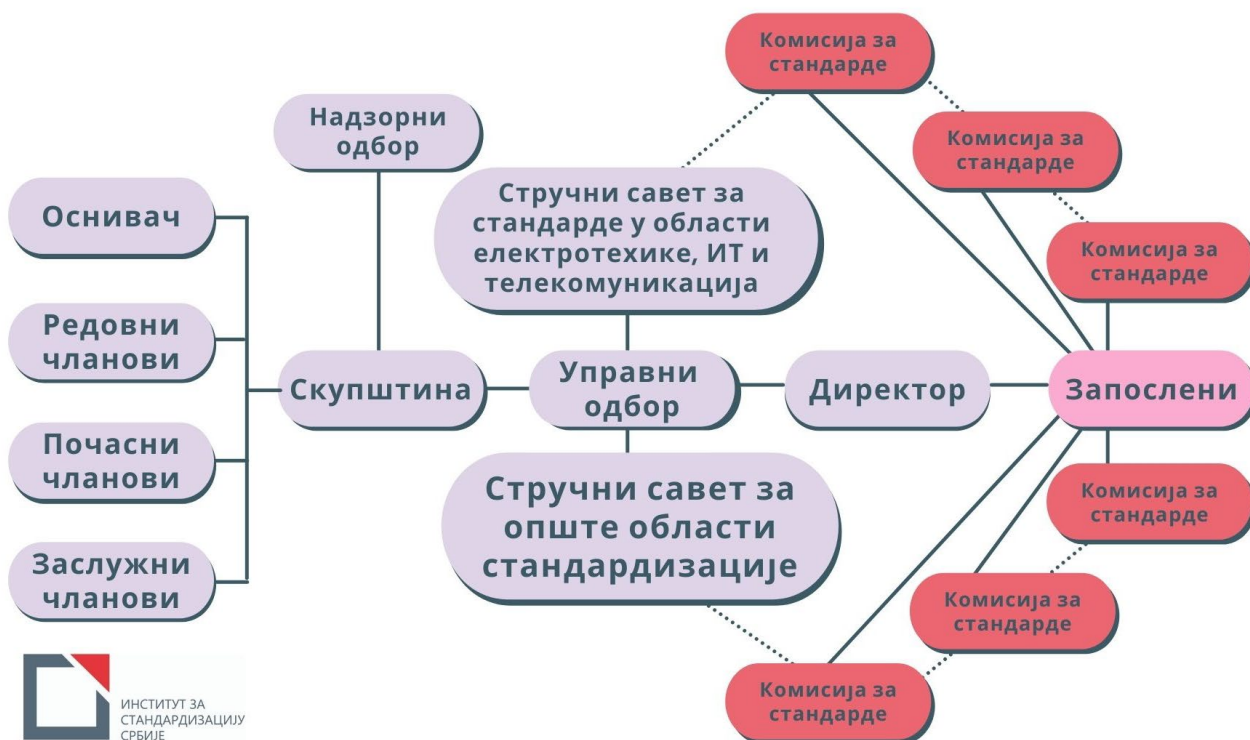 Комисија за
стандарде
Надзорни
одбор
Комисија за
стандарде
Оснивач
Стручни савет за
стандарде у области
електротехике, ИТ и
телекомуникација
Комисија за
стандарде
Редовни
чланови
Скупштина
Управни
одбор
Директор
Запослени
Почасни
чланови
Стручни савет за
опште области
стандардизације
Комисија за
стандарде
Заслужни
чланови
Комисија за
стандарде
Комисија за
стандарде
ИНСТИТУТ ЗА
СТАНДАРДИЗАЦИЈУ
СРБИЈЕ